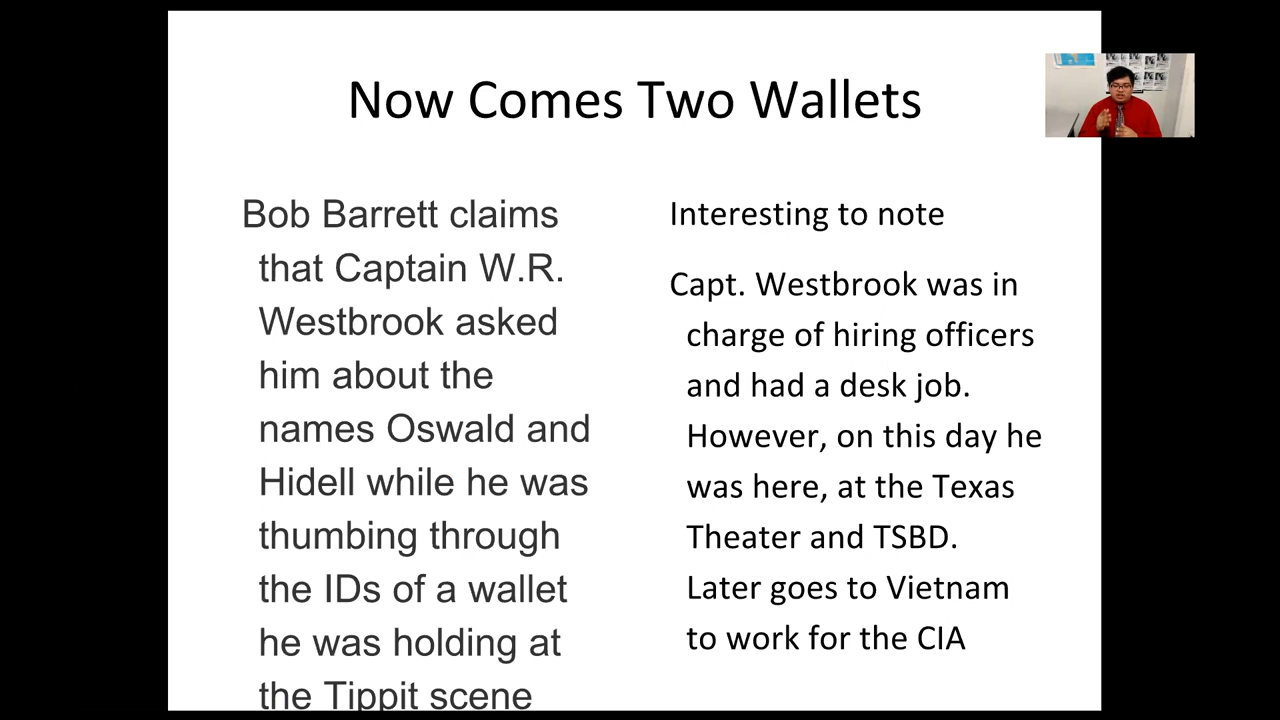 Now Comes Two Wallets
Bob Barrett claims
that Captain W.R.
Westbrook asked
him about the
names Oswald and
Hidell while he was
thumbing through
the IDs of a wallet
he was holding at
the Tippit scene
Interesting to note
Capt. Westbrook was in
charge of hiring officers
and had a desk job.
However, on this day he
was here, at the Texas
Theater and TSBD.
Later goes to Vietnam
to work for the CIA